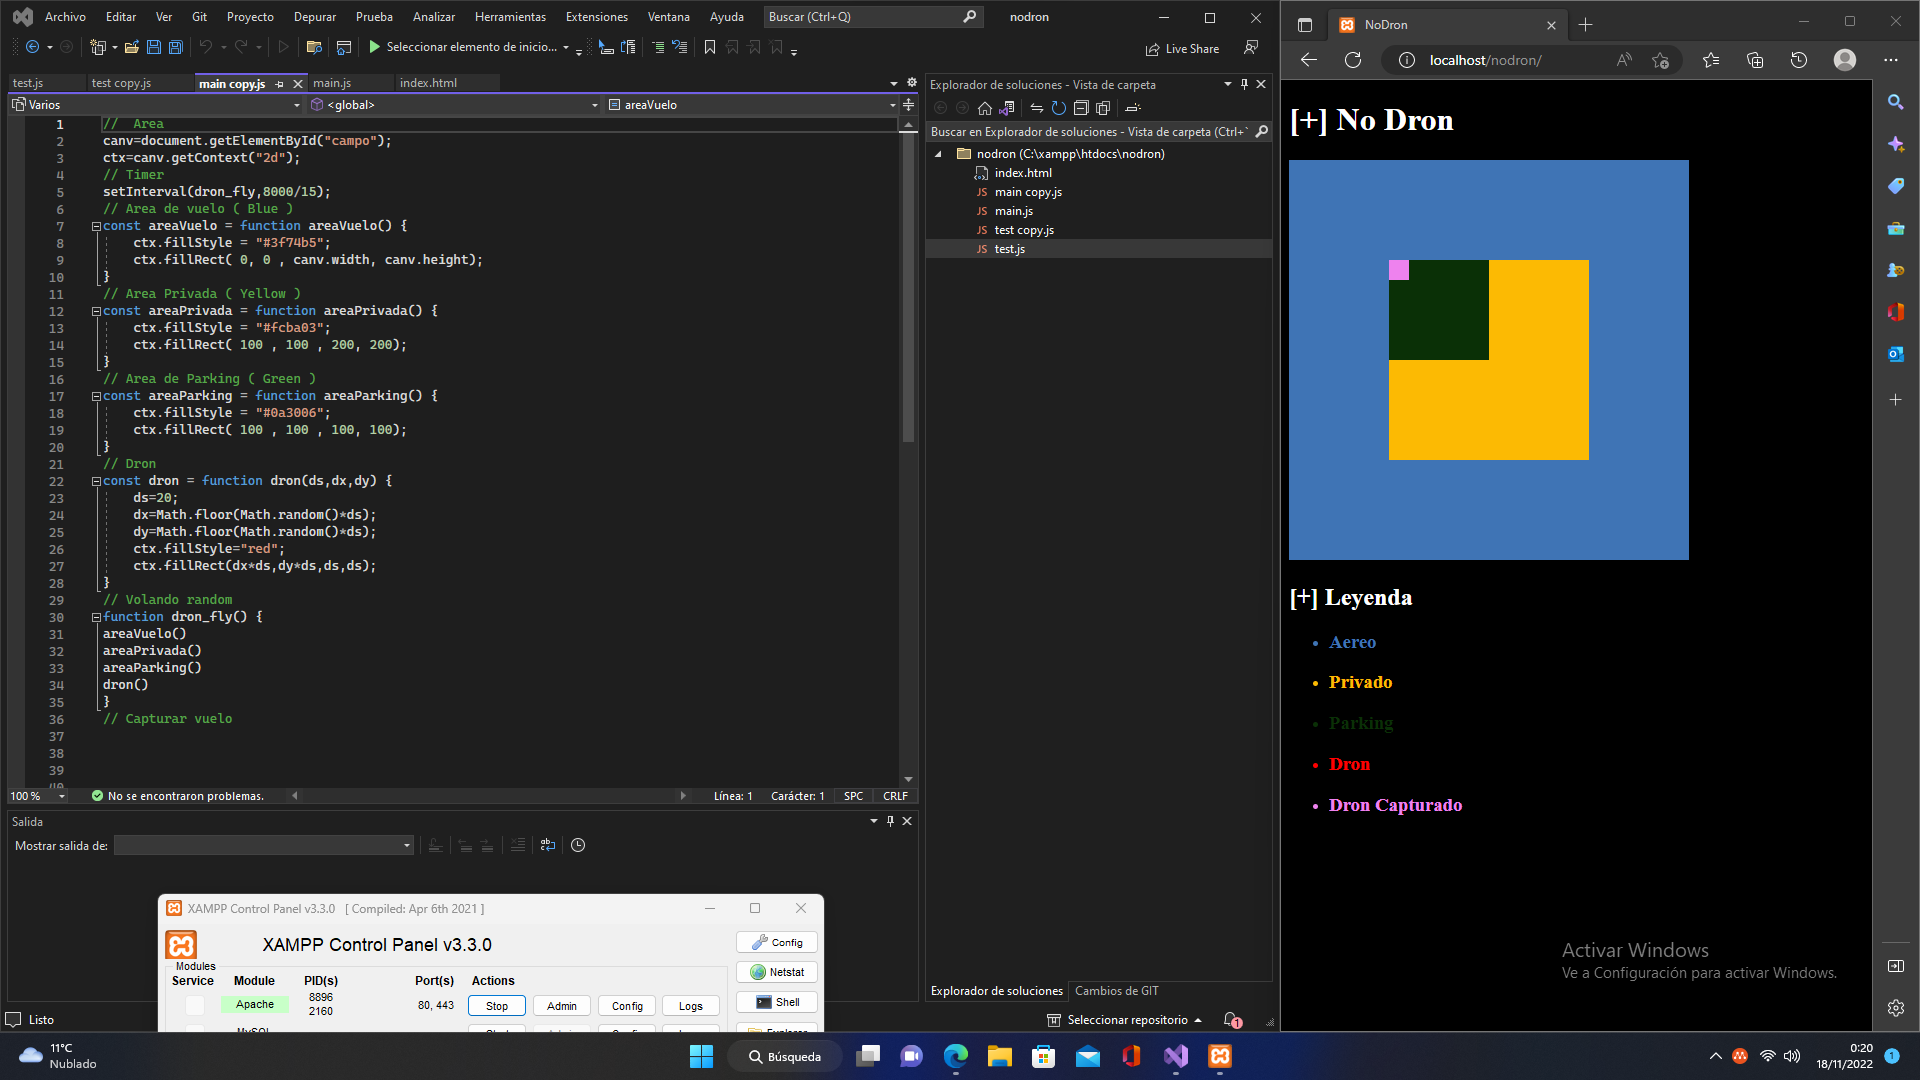 Archivo Editar Ver Git Proyecto Depurar Prueba Analizar Herramientas Extensiones Ventana Ayuda Buscar (Ctrl+Q) nodron
Seleccionar elemento de inicio... Live Share
test.js test copy.js main copy.js main.js index.html
Varios <global> areaVuelo
1 // Area
2 canv=document.getElementById("campo");
3 ctx=canv.getContext("2d");
4 // Timer
5 setInterval(dron_fly,8000/15);
6 // Area de vuelo ( Blue )
7 const areaVuelo = function areaVuelo() {
8 ctx.fillStyle = "#3f74b5";
9 ctx.fillRect( 0, 0 , canv.width, canv.height);
10 }
11 // Area Privada ( Yellow )
12 const areaPrivada = function areaPrivada() {
13 ctx.fillStyle = "#fcba03";
14 ctx.fillRect( 100 , 100 , 200, 200);
15 }
16 // Area de Parking ( Green )
17 const areaParking = function areaParking() {
18 ctx.fillStyle = "#0a3006";
19 ctx.fillRect( 100 , 100 , 100, 100);
20 }
21 // Dron
22 const dron = function dron(ds,dx,dy) {
23 ds=20;
24 dx=Math.floor(Math.random()*ds);
25 dy=Math.floor(Math.random()*ds);
26 ctx.fillStyle="red";
27 ctx.fillRect(dx*ds,dy*ds,ds,ds);
28 }
29 // Volando random
30 function dron_fly() {
31 areaVuelo()
32 areaPrivada()
33 areaParking()
34 dron()
35 }
36 // Capturar vuelo
37
38
39
100 % No se encontraron problemas. Línea: 1 Carácter: 1 SPC CRLF
Salida
Mostrar salida de:
Explorador de soluciones - Vista de carpeta
Buscar en Explorador de soluciones - Vista de carpeta (Ctrl+`
nodron (C:\xampp\htdocs\nodron)
index.html
JS main copy.js
JS main.js
JS test copy.js
JS test.js
Explorador de soluciones Cambios de GIT
Listo
Seleccionar repositorio 1
XAMPP Control Panel v3.3.0 [ Compiled: Apr 6th 2021 ]
XAMPP Control Panel v3.3.0 Config
Modules
Service Module PID(s) Port(s) Actions Netstat
Apache 8896 2160 80, 443 Stop Admin Config Logs Shell
NoDron
localhost/nodron/
[+] No Dron
[+] Leyenda
Aereo
Privado
Parking
Dron
Dron Capturado
Activar Windows
Ve a Configuración para activar Windows.
11°C
Nublado
Búsqueda
0:20
18/11/2022
1